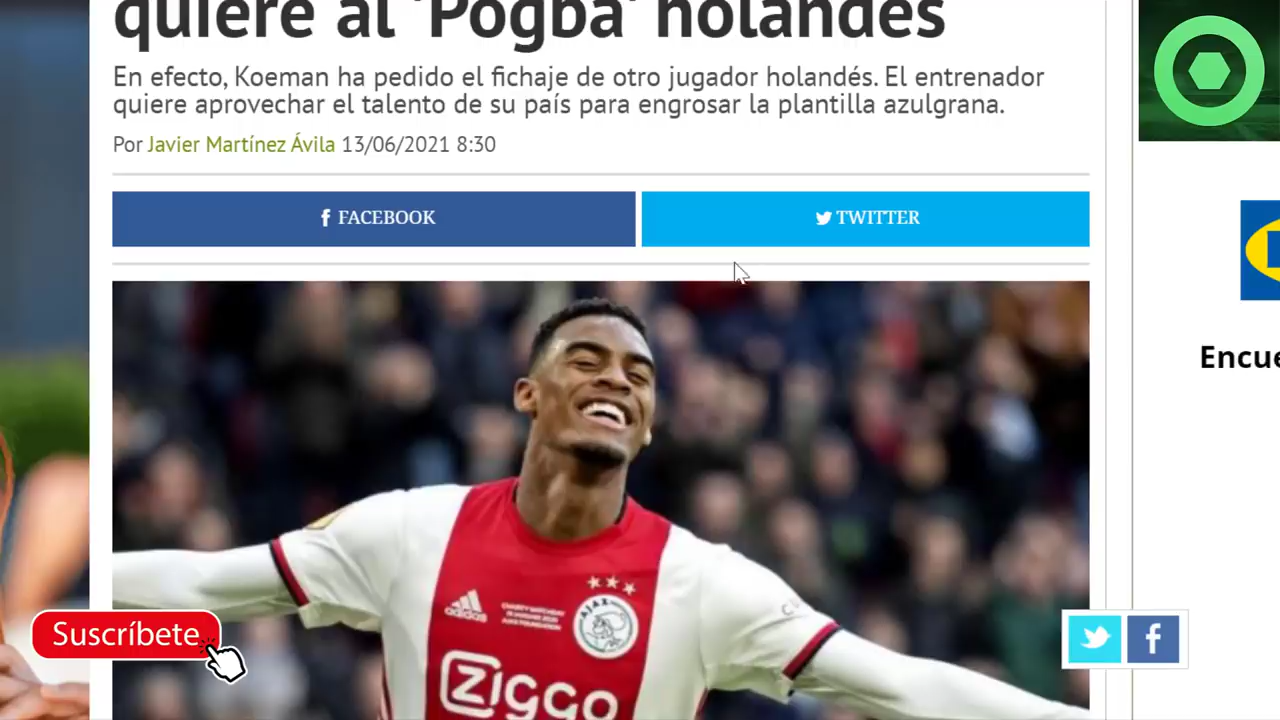 quiere al 'Pogba' holandés
En efecto, Koeman ha pedido el fichaje de otro jugador holandés. El entrenador
quiere aprovechar el talento de su país para engrosar la plantilla azulgrana.
Por Javier Martínez Ávila 13/06/2021 8:30
FACEBOOK
TWITTER
Encue
adidas
AJAX
Ziggo
Suscríbete